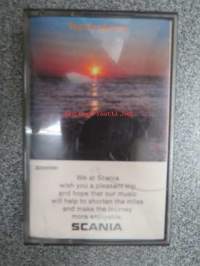 We at Scania
wish you a pleasant trip
and hope that our music
will help to shorten the miles
and make the journey
more enjoyable.
SCANIA